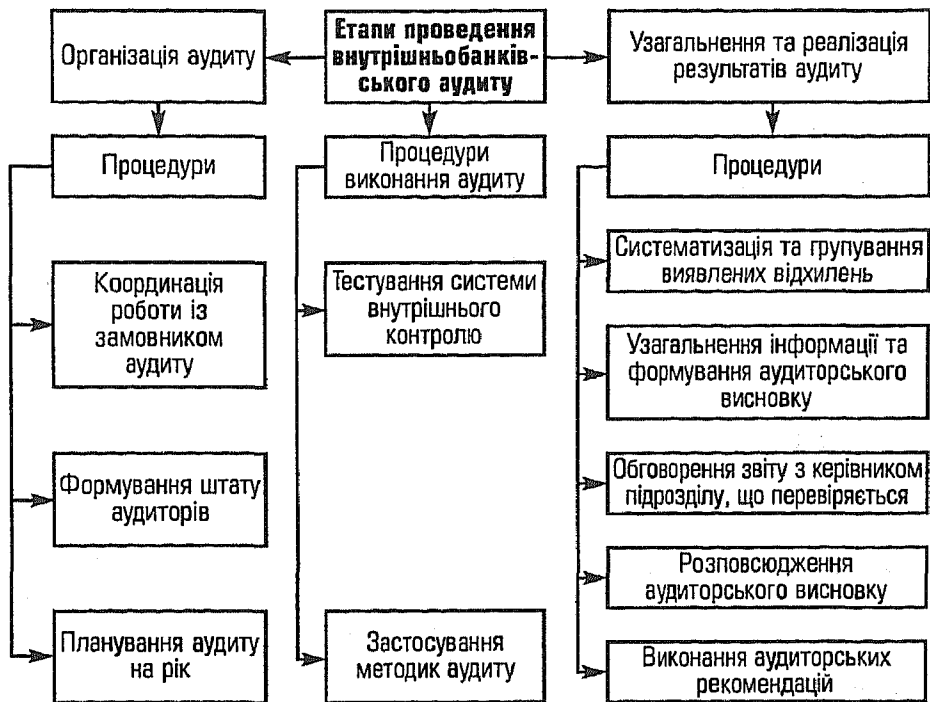 Організація аудиту
Етапи проведення
внутрішньобанків-
ського аудиту
Узагальнення та реалізація
результатів аудиту
Процедури
Процедури
виконання аудиту
Процедури
Координація
роботи із
замовником
аудиту
Формування штату
аудиторів
Планування аудиту
на рік
Тестування системи
внутрішнього
контролю
Застосування
методик аудиту
Систематизація та групування
виявлених відхилень
Узагальнення інформації та
формування аудиторського
висновку
Обговорення звіту з керівником
підрозділу, що перевіряється
Розповсюдження
аудиторського висновку
Виконання аудиторських
рекомендацій